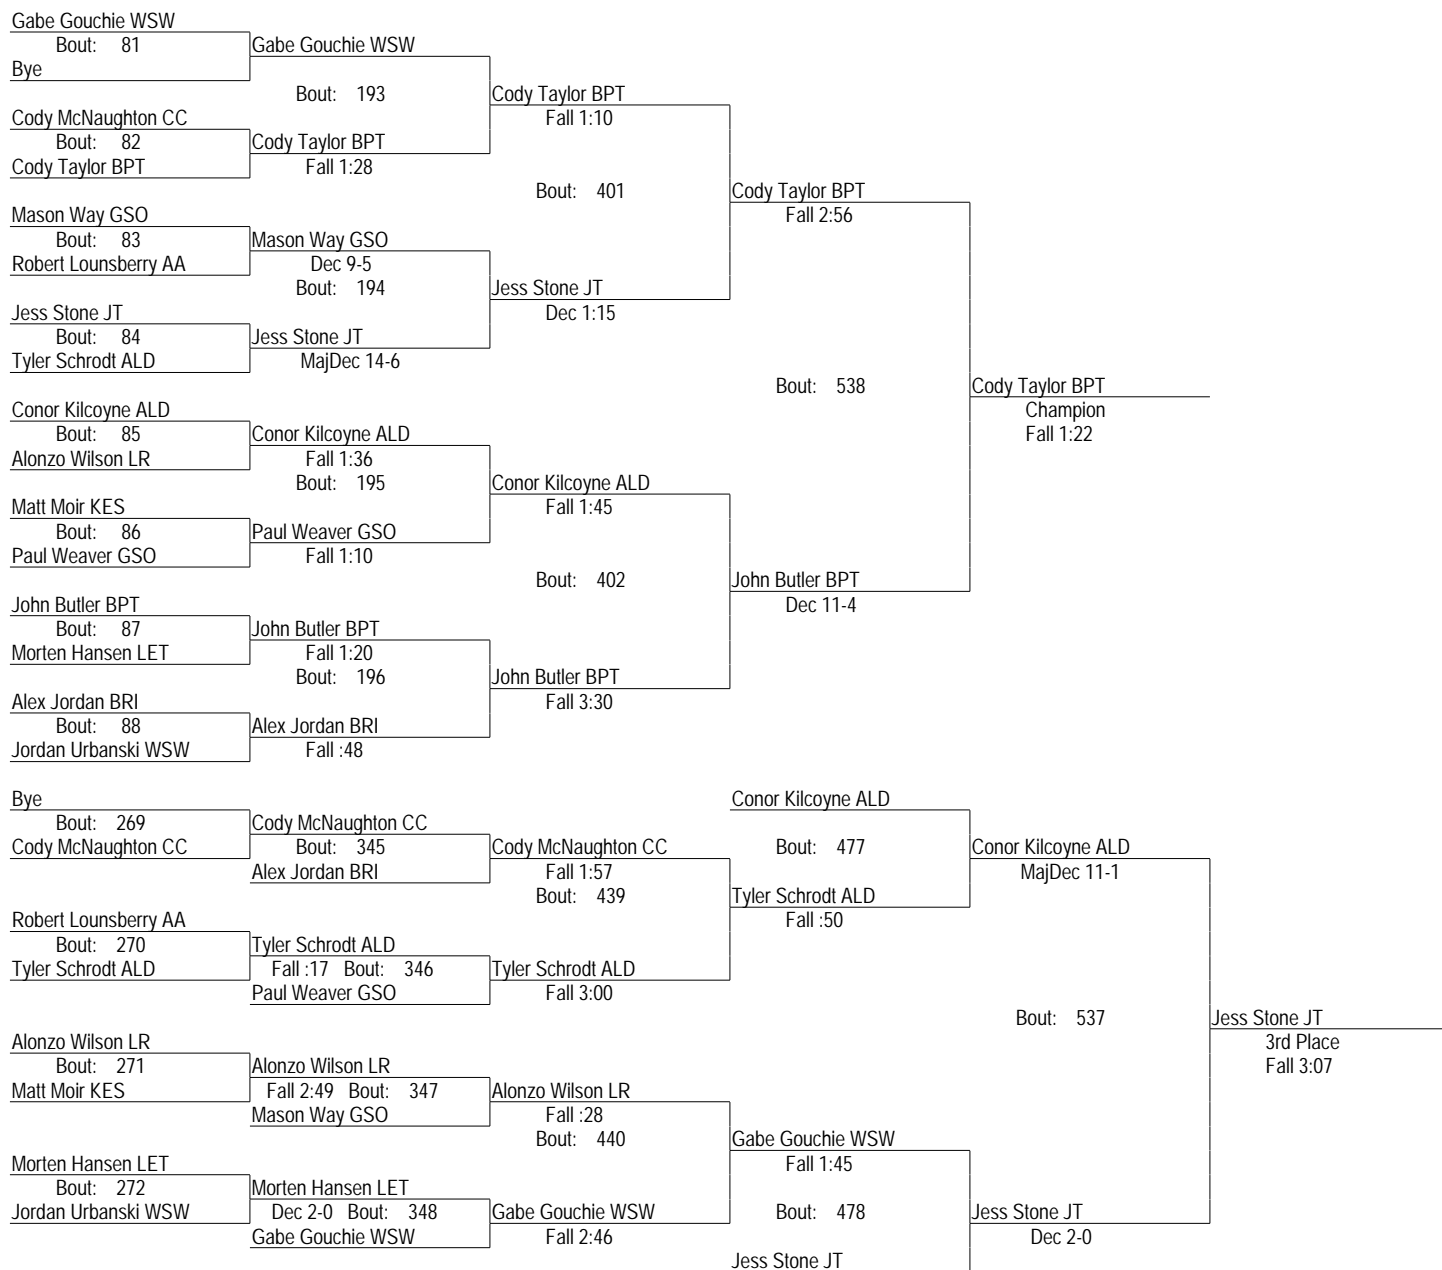 Gabe Gouchie WSW
Bout: 81
Gabe Gouchie WSW
Bye
Bout: 193
Cody Taylor BPT
Cody McNaughton CC
Fall 1:10
Bout: 82
Cody Taylor BPT
Cody Taylor BPT
Fall 1:28
Bout: 401
Cody Taylor BPT
Mason Way GSO
Fall 2:56
Bout: 83
Mason Way GSO
Robert Lounsberry AA
Dec 9-5
Bout: 194
Jess Stone JT
Jess Stone JT
Dec 1:15
Bout: 84
Jess Stone JT
Tyler Schrodt ALD
MajDec 14-6
Bout: 538
Cody Taylor BPT
Conor Kilcoyne ALD
Champion
Bout: 85
Conor Kilcoyne ALD
Fall 1:22
Alonzo Wilson LR
Fall 1:36
Bout: 195
Conor Kilcoyne ALD
Matt Moir KES
Fall 1:45
Bout: 86
Paul Weaver GSO
Paul Weaver GSO
Fall 1:10
Bout: 402
John Butler BPT
John Butler BPT
Dec 11-4
Bout: 87
John Butler BPT
Morten Hansen LET
Fall 1:20
Bout: 196
John Butler BPT
Alex Jordan BRI
Fall 3:30
Bout: 88
Alex Jordan BRI
Jordan Urbanski WSW
Fall :48
Bye
Conor Kilcoyne ALD
Bout: 269
Cody McNaughton CC
Cody McNaughton CC
Bout: 345
Cody McNaughton CC
Bout: 477
Conor Kilcoyne ALD
Alex Jordan BRI
Fall 1:57
MajDec 11-1
Bout: 439
Tyler Schrodt ALD
Robert Lounsberry AA
Fall :50
Bout: 270
Tyler Schrodt ALD
Tyler Schrodt ALD
Fall :17 Bout: 346
Tyler Schrodt ALD
Paul Weaver GSO
Fall 3:00
Bout: 537
Jess Stone JT
Alonzo Wilson LR
3rd Place
Bout: 271
Alonzo Wilson LR
Fall 3:07
Matt Moir KES
Fall 2:49 Bout: 347
Alonzo Wilson LR
Mason Way GSO
Fall :28
Bout: 440
Gabe Gouchie WSW
Morten Hansen LET
Fall 1:45
Bout: 272
Morten Hansen LET
Jordan Urbanski WSW
Dec 2-0 Bout: 348
Gabe Gouchie WSW
Bout: 478
Jess Stone JT
Gabe Gouchie WSW
Fall 2:46
Dec 2-0
Jess Stone JT